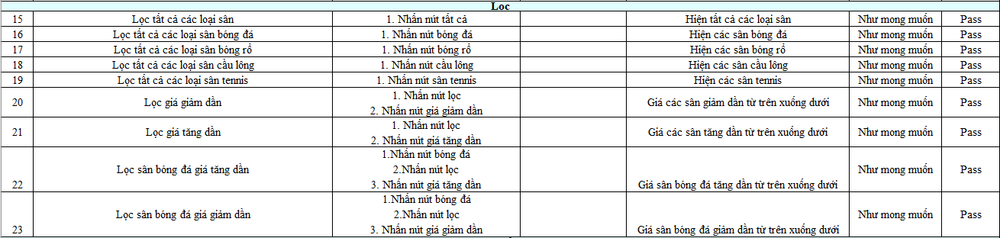 Lọc
15 Lọc tất cả các loại sân 1. Nhấn nút tất cả Hiện tất cả các loại sân Như mong muốn Pass
16 Lọc tất cả các loại sân bóng đá 1. Nhấn nút bóng đá Hiện các sân bóng đá Như mong muốn Pass
17 Lọc tất cả các loại sân bóng rổ 1. Nhấn nút bóng rổ Hiện các sân bóng rổ Như mong muốn Pass
18 Lọc tất cả các loại sân cầu lông 1. Nhấn nút cầu lông Hiện các sân cầu lông Như mong muốn Pass
19 Lọc tất cả các loại sân tennis 1. Nhấn nút sân tennis Hiện các sân tennis Như mong muốn Pass
20 Lọc giá giảm dần 1. Nhấn nút lọc Giá các sân giảm dần từ trên xuống dưới Như mong muốn Pass
2. Nhấn nút giá giảm dần
21 Lọc giá tăng dần 1. Nhấn nút lọc Giá các sân tăng dần từ trên xuống dưới Như mong muốn Pass
2. Nhấn nút giá tăng dần
1.Nhấn nút bóng đá
Lọc sân bóng đá giá tăng dần 2.Nhấn nút lọc Như mong muốn Pass
22 3. Nhấn nút giá tăng dần Giá sân bóng đá tăng dần từ trên xuống dưới
1.Nhấn nút bóng đá
Lọc sân bóng đá giá giảm dần 2.Nhấn nút lọc Như mong muốn Pass
23 3. Nhấn nút giá giảm dần Giá sân bóng đá giảm dần từ trên xuống dưới